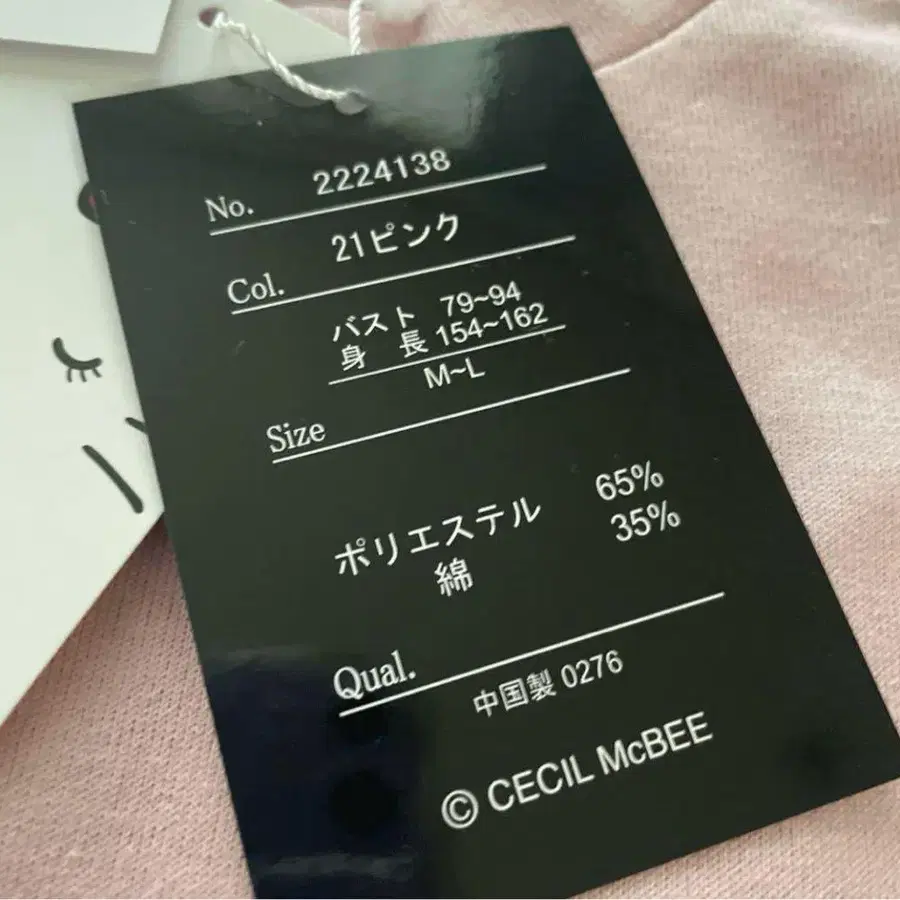 No. 2224138
Col. 21ピンク
バスト 79~94
身 長 154~162
M~L
Size
ポリエステル 65%
綿 35%
Qual.
中国製 0276
© CECIL McBEE